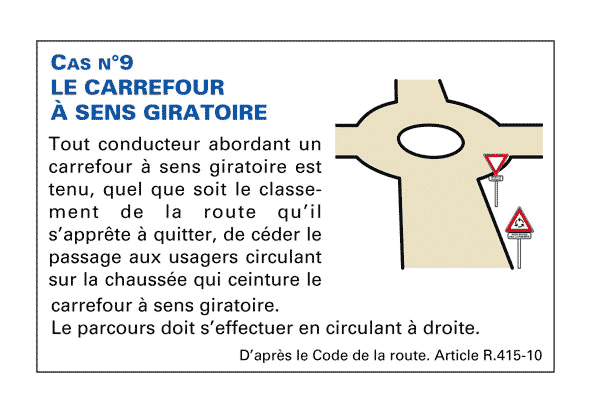 CAS N°9
LE CARREFOUR
À SENS GIRATOIRE
Tout conducteur abordant un
carrefour à sens giratoire est
tenu, quel que soit le classe-
ment de la route qu'il
s'apprête à quitter, de céder le
passage aux usagers circulant
sur la chaussée qui ceinture le
carrefour à sens giratoire.
Le parcours doit s'effectuer en circulant à droite.
D'après le Code de la route. Article R.415-10